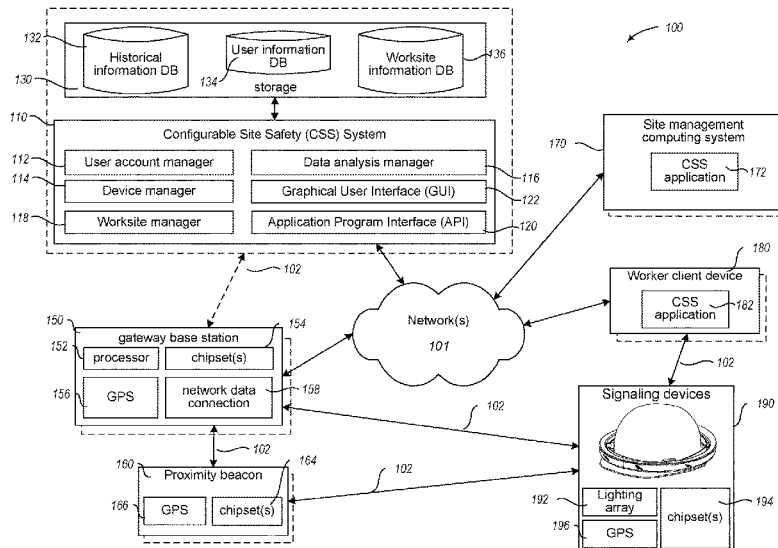 100
132
Historical
information DB
User information
DB
134
Worksite
information DB
136
130
storage
110
Configurable Site Safety (CSS) System
112
User account manager
Data analysis manager
116
114
Device manager
Graphical User Interface (GUI)
122
118
Worksite manager
Application Program Interface (API)
120
170
Site management
computing system
CSS
application
172
102
Network(s)
101
180
Worker client device
CSS
application
182
102
150
gateway base station
154
152
processor
chipset(s)
156
GPS
network data
connection
158
102
102
160
Proximity beacon
164
166
GPS
chipset(s)
102
Signaling devices
190
192
Lighting
array
chipset(s)
194
196
GPS